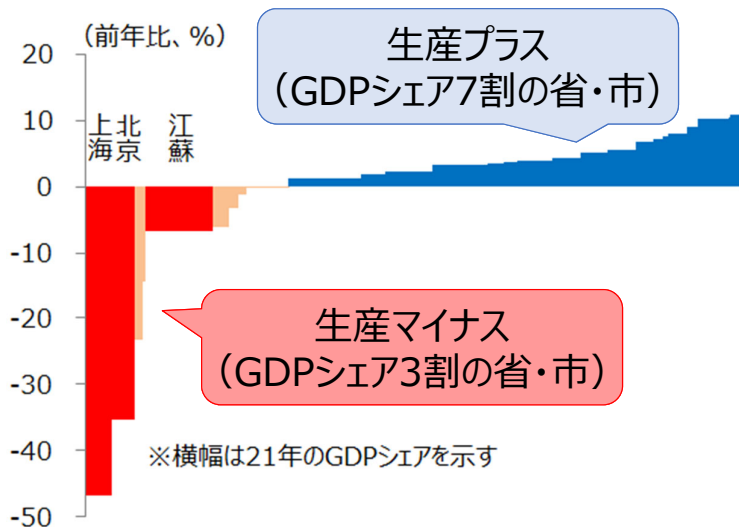 (前年比、%)
20
10
0
-10
-20
-30
-40
-50
生産プラス
(GDPシェア7割の省・市)
上海
北京
江蘇
生産マイナス
(GDPシェア3割の省・市)
※横幅は21年のGDPシェアを示す